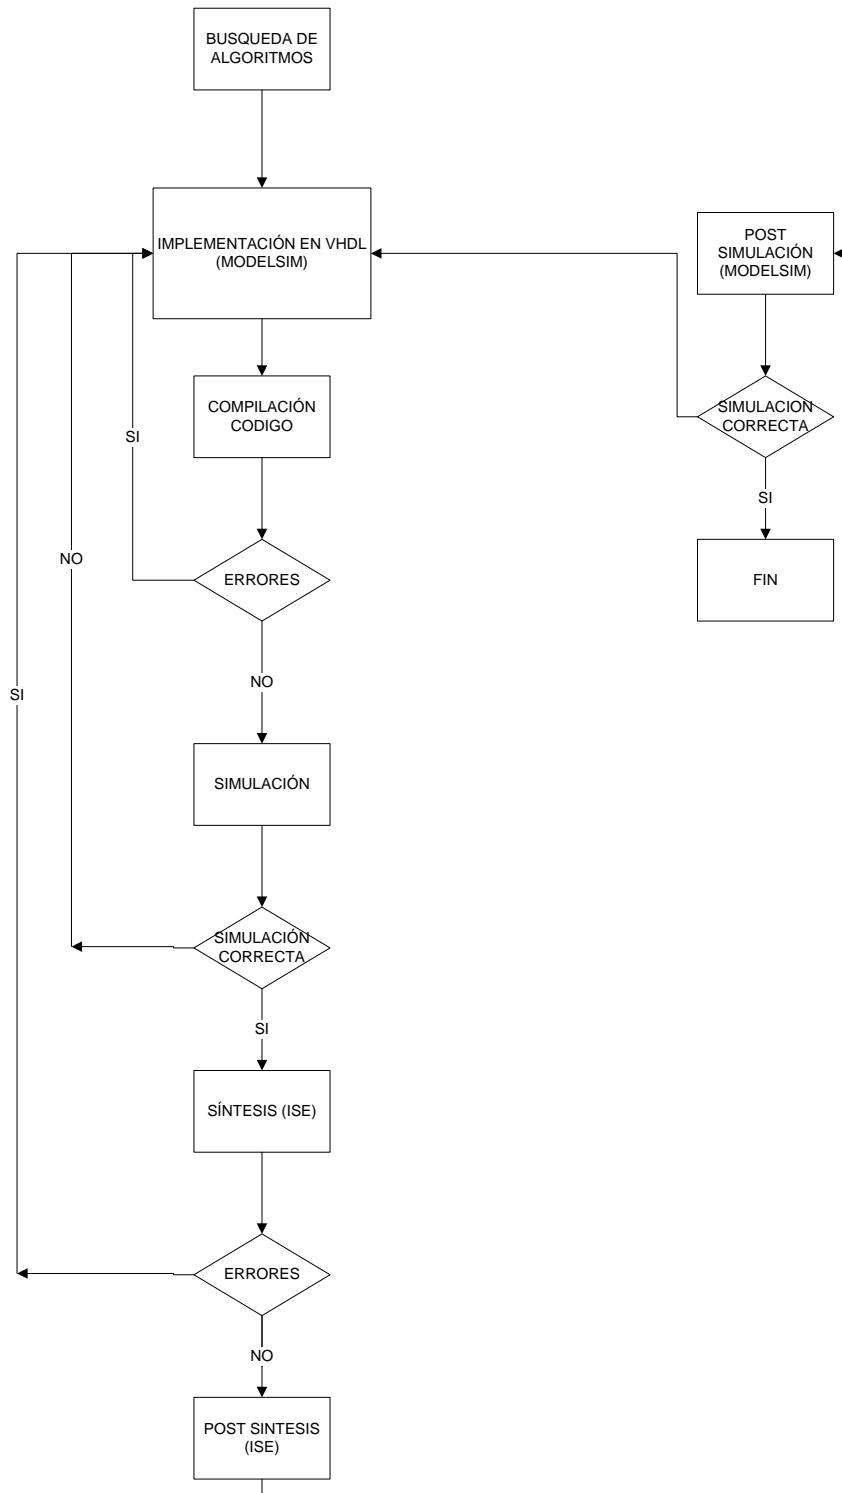 BUSQUEDA DE
ALGORITMOS
IMPLEMENTACIÓN EN VHDL
(MODELSIM)
COMPILACIÓN
CODIGO
SI
ERRORES
NO
NO
SI
SIMULACIÓN
SIMULACIÓN
CORRECTA
SI
SÍNTESIS (ISE)
ERRORES
NO
POST SINTESIS
(ISE)
POST
SIMULACIÓN
(MODELSIM)
SIMULACION
CORRECTA
SI
FIN